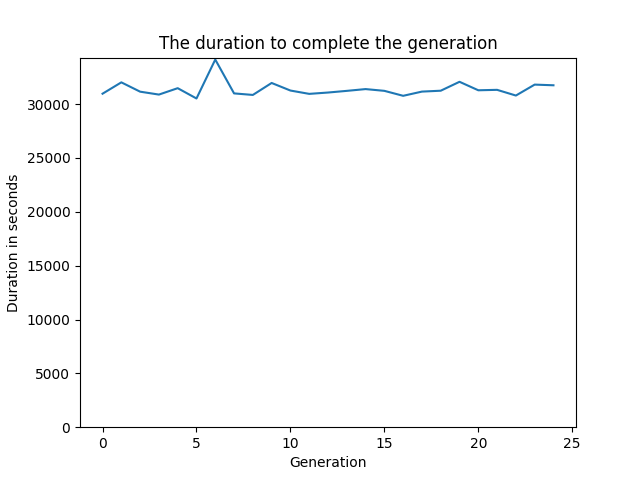 The duration to complete the generation
Duration in seconds
30000
25000
20000
15000
10000
5000
0
0 5 10 15 20 25
Generation